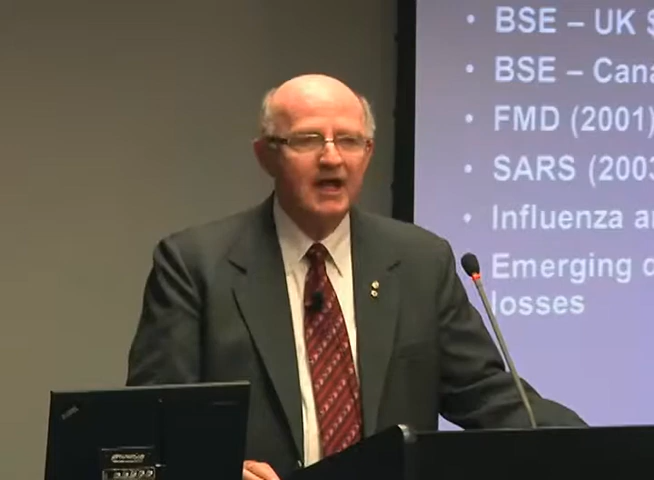 • BSE – UK $
• BSE – Cana
• FMD (2001)
• SARS (2003
• Influenza a
• Emerging d
losses